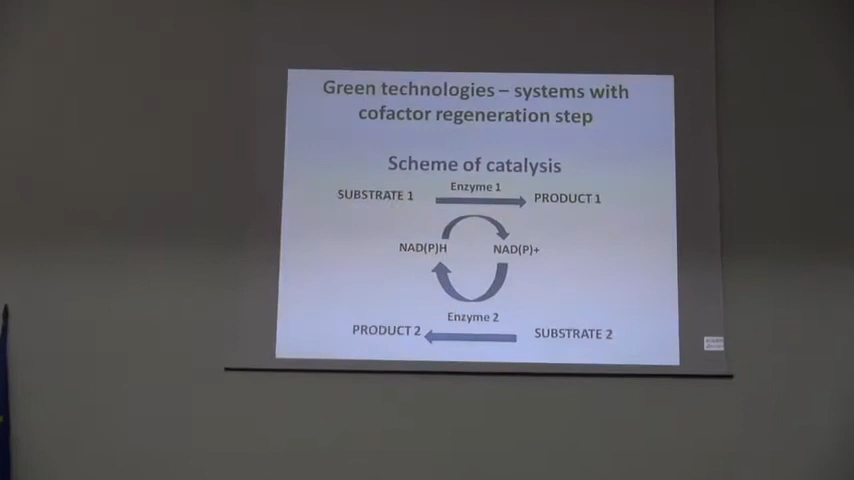 Green technologies – systems with
cofactor regeneration step
Scheme of catalysis
Enzyme 1
SUBSTRATE 1
PRODUCT 1
NAD(P)H
NAD(P)+
Enzyme 2
PRODUCT 2
SUBSTRATE 2